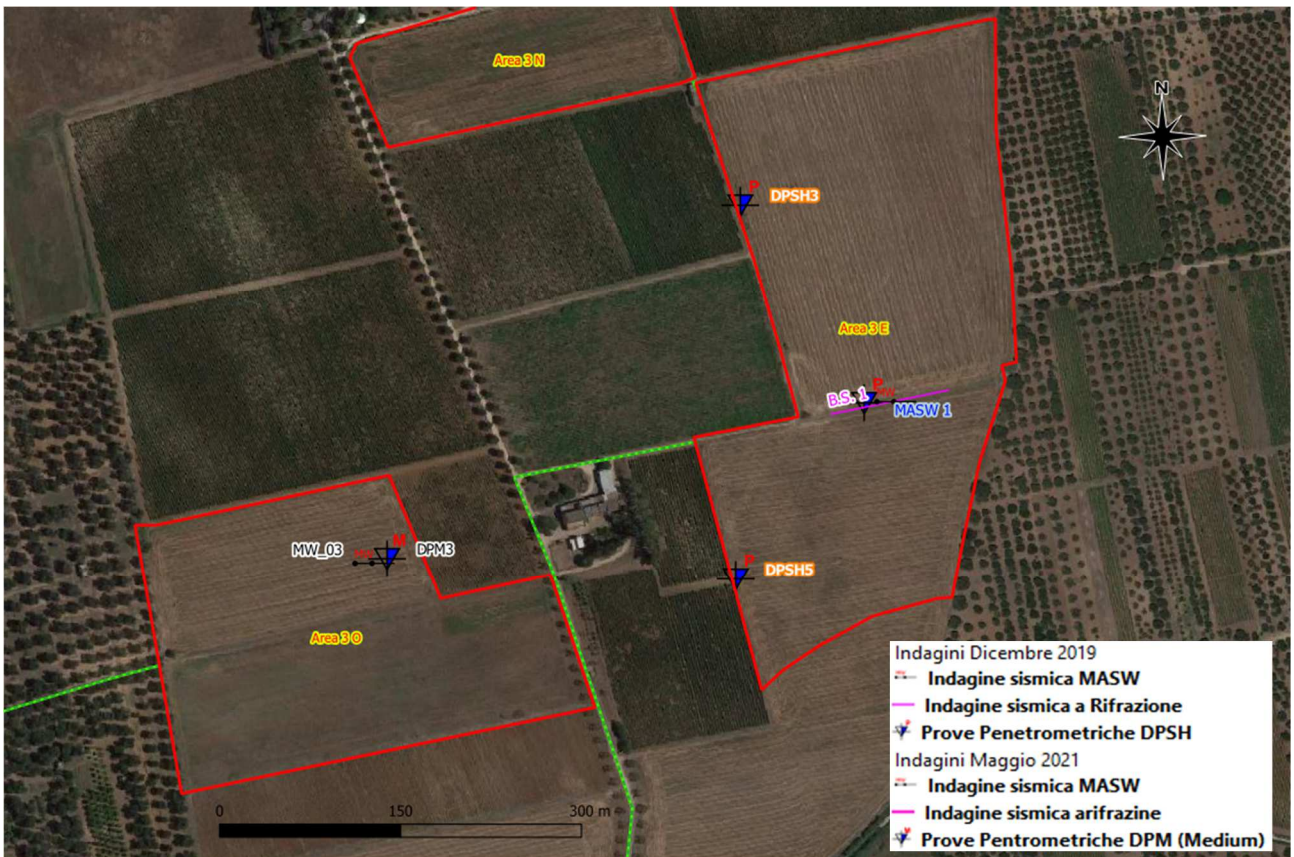 Area 3 N
N
P
DPSH3
Area 3 E
P
B.S. 1
MASW 1
MW_03
M
DPM3
P
DPSH5
Area 3 O
0 150 300 m
Indagini Dicembre 2019
Indagine sismica MASW
Indagine sismica a Rifrazione
Prove Penetrometriche DPSH
Indagini Maggio 2021
Indagine sismica MASW
Indagine sismica arifrazine
Prove Pentrometriche DPM (Medium)